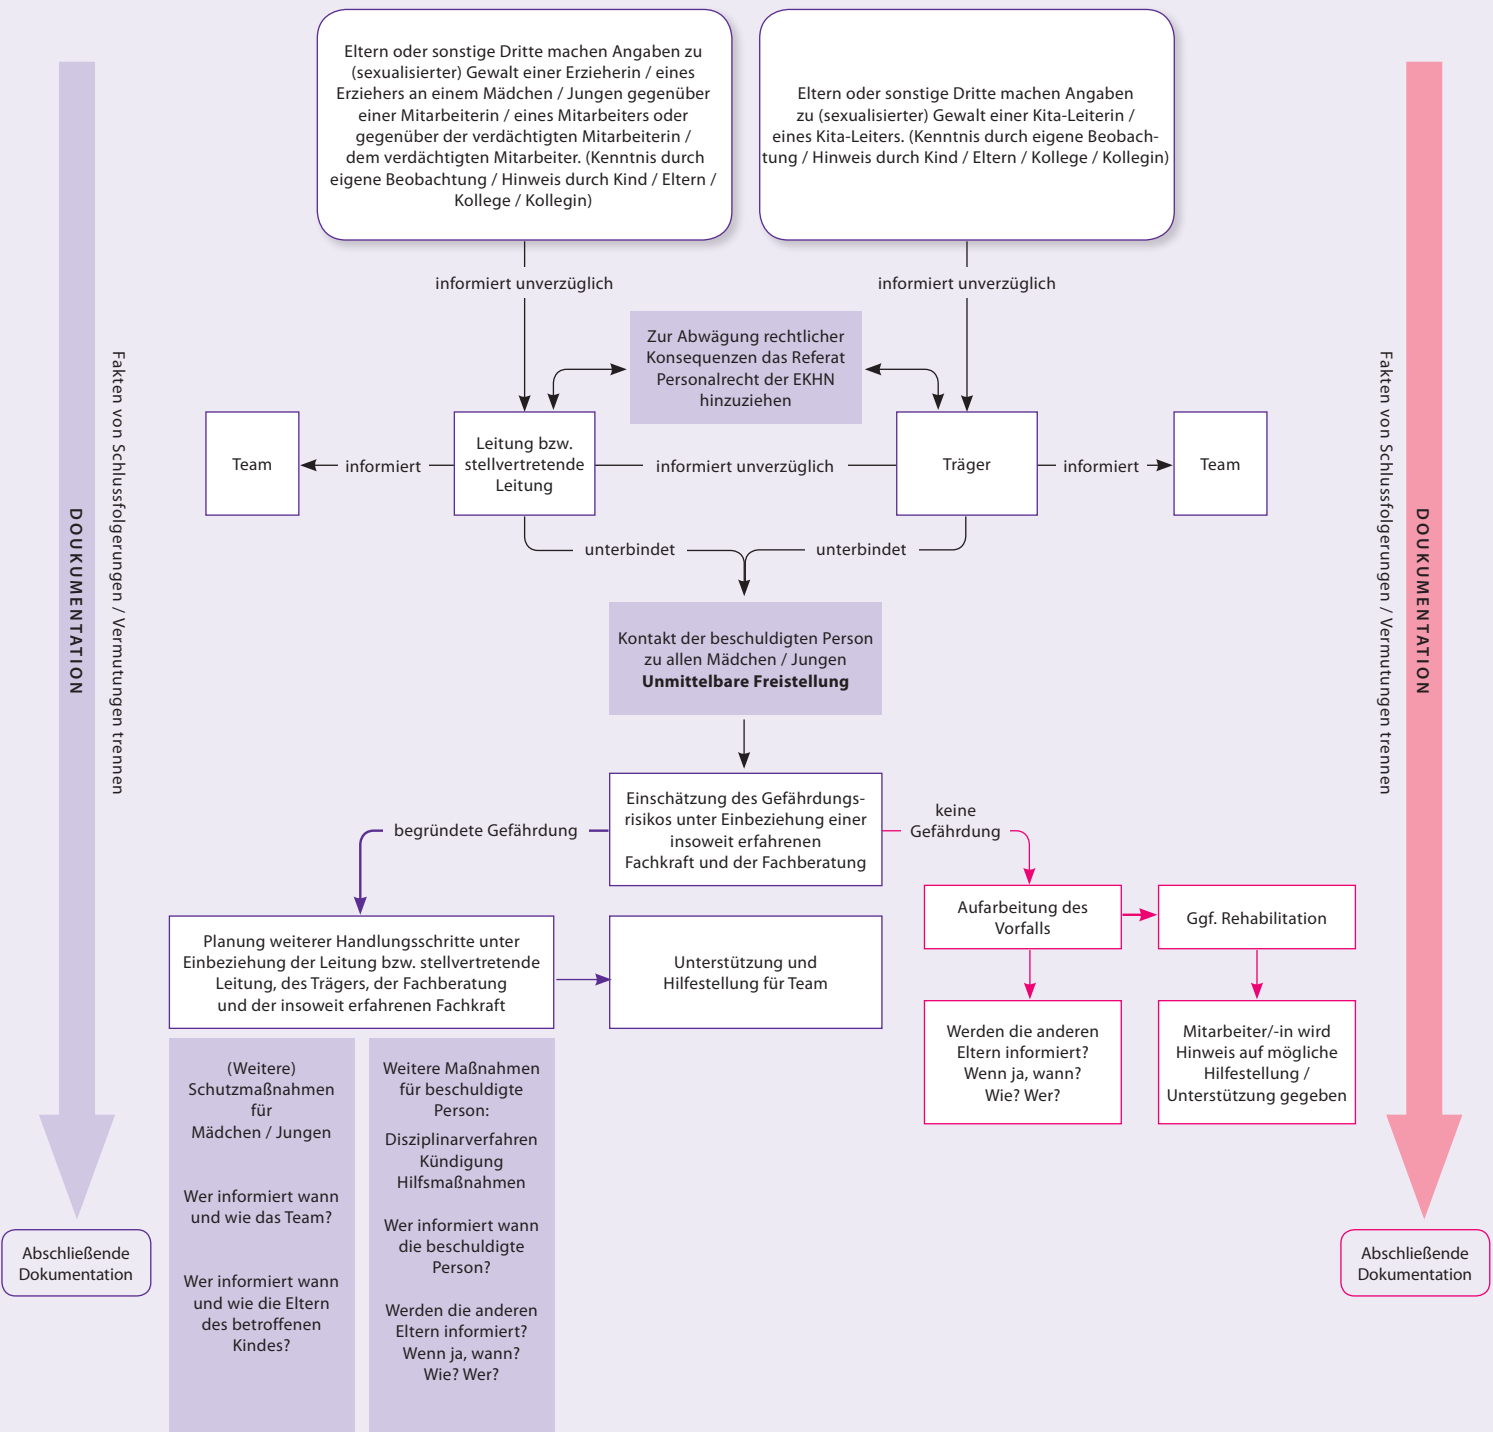 Eltern oder sonstige Dritte machen Angaben zu
(sexualisierter) Gewalt einer Erzieherin / eines
Erziehers an einem Mädchen / Jungen gegenüber
einer Mitarbeiterin / eines Mitarbeiters oder
gegenüber der verdächtigten Mitarbeiterin /
dem verdächtigten Mitarbeiter. (Kenntnis durch
eigene Beobachtung / Hinweis durch Kind / Eltern /
Kollege / Kollegin)
Eltern oder sonstige Dritte machen Angaben
zu (sexualisierter) Gewalt einer Kita-Leiterin /
eines Kita-Leiters. (Kenntnis durch eigene Beobach-
tung / Hinweis durch Kind / Eltern / Kollege / Kollegin)
informiert unverzüglich
informiert unverzüglich
Zur Abwägung rechtlicher
Konsequenzen das Referat
Personalrecht der EKHN
hinzuziehen
Team
informiert
Leitung bzw.
stellvertretende
Leitung
informiert unverzüglich
Träger
informiert
Team
unterbindet
unterbindet
Kontakt der beschuldigten Person
zu allen Mädchen / Jungen
Unmittelbare Freistellung
Einschätzung des Gefährdungs-
risikos unter Einbeziehung einer
insoweit erfahrenen
Fachkraft und der Fachberatung
begründete Gefährdung
keine
Gefährdung
Planung weiterer Handlungsschritte unter
Einbeziehung der Leitung bzw. stellvertretende
Leitung, des Trägers, der Fachberatung
und der insoweit erfahrenen Fachkraft
Unterstützung und
Hilfestellung für Team
Aufarbeitung des
Vorfalls
Ggf. Rehabilitation
Werden die anderen
Eltern informiert?
Wenn ja, wann?
Wie? Wer?
Mitarbeiter/-in wird
Hinweis auf mögliche
Hilfestellung /
Unterstützung gegeben
(Weitere)
Schutzmaßnahmen
für
Mädchen / Jungen
Wer informiert wann
und wie das Team?
Wer informiert wann
und wie die Eltern
des betroffenen
Kindes?
Weitere Maßnahmen
für beschuldigte
Person:
Disziplinarverfahren
Kündigung
Hilfsmaßnahmen
Wer informiert wann
die beschuldigte
Person?
Werden die anderen
Eltern informiert?
Wenn ja, wann?
Wie? Wer?
DOUKUMENTATION
Fakten von Schlussfolgerungen / Vermutungen trennen
Abschließende
Dokumentation
Fakten von Schlussfolgerungen / Vermutungen trennen
DOUKUMENTATION
Abschließende
Dokumentation